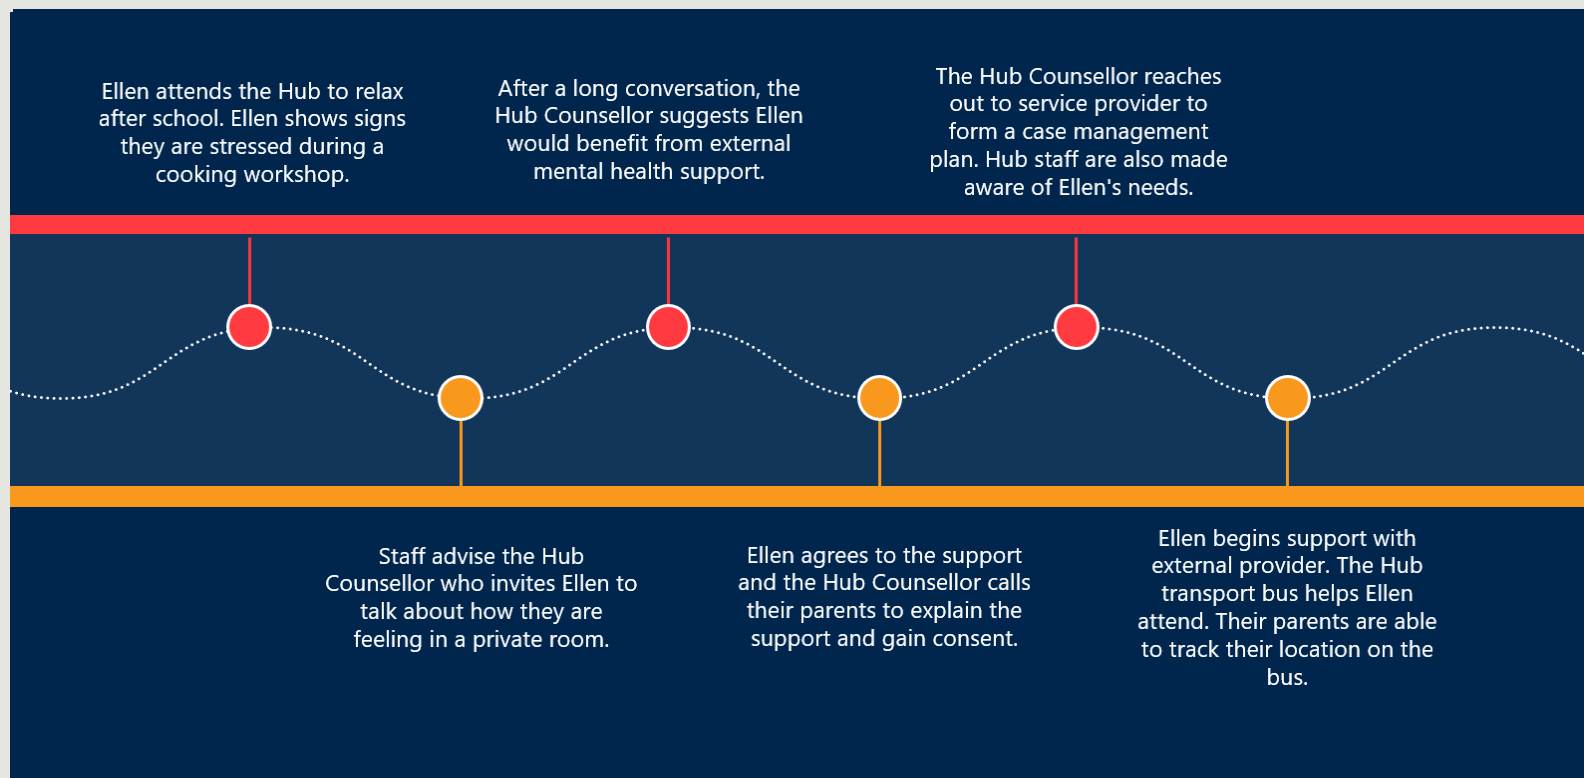 Ellen attends the Hub to relax
after school. Ellen shows signs
they are stressed during a
cooking workshop.
Staff advise the Hub
Counsellor who invites Ellen to
talk about how they are
feeling in a private room.
After a long conversation, the
Hub Counsellor suggests Ellen
would benefit from external
mental health support.
Ellen agrees to the support
and the Hub Counsellor calls
their parents to explain the
support and gain consent.
The Hub Counsellor reaches
out to service provider to
form a case management
plan. Hub staff are also made
aware of Ellen's needs.
Ellen begins support with
external provider. The Hub
transport bus helps Ellen
attend. Their parents are able
to track their location on the
bus.